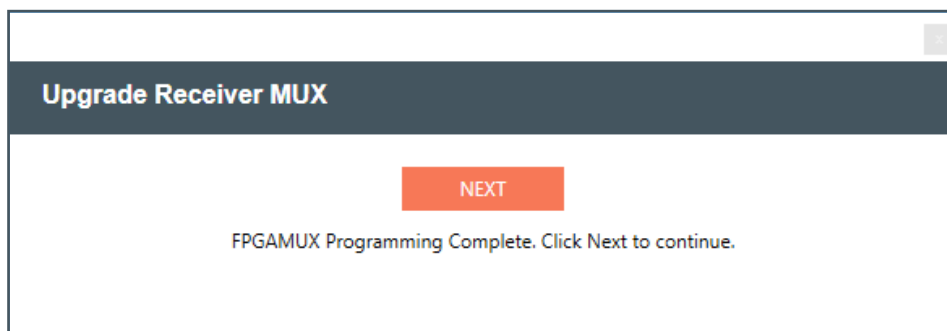 Upgrade Receiver MUX
NEXT
FPGAMUX Programming Complete. Click Next to continue.